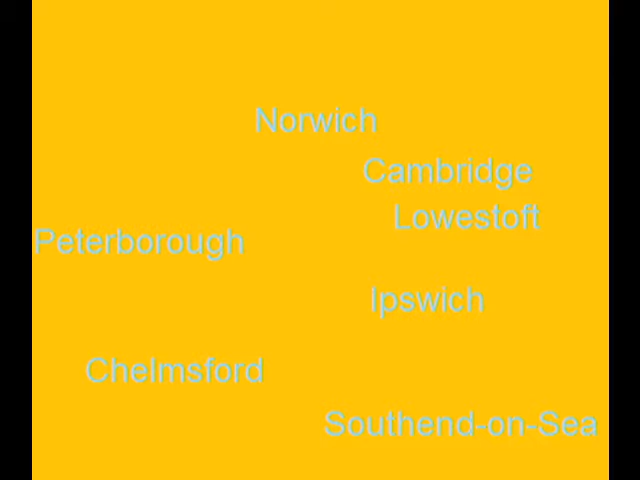 Norwich
Cambridge
Lowestoft
Peterborough
Ipswich
Chelmsford
Southend-on-Sea